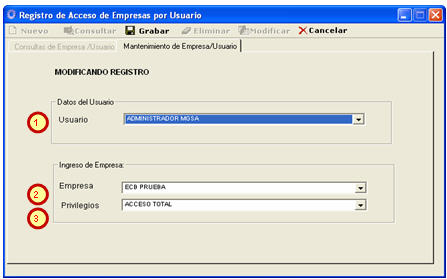 Registro de Acceso de Empresas por Usuario
Nuevo Consultar Grabar Eliminar Modificar Cancelar
Consultas de Empresa /Usuario Mantenimiento de Empresa/Usuario
MODIFICANDO REGISTRO
Datos del Usuario
1 Usuario ADMINISTRADOR MGSA
Ingreso de Empresa:
Empresa ECB PRUEBA
2
Privilegios ACCESO TOTAL
3